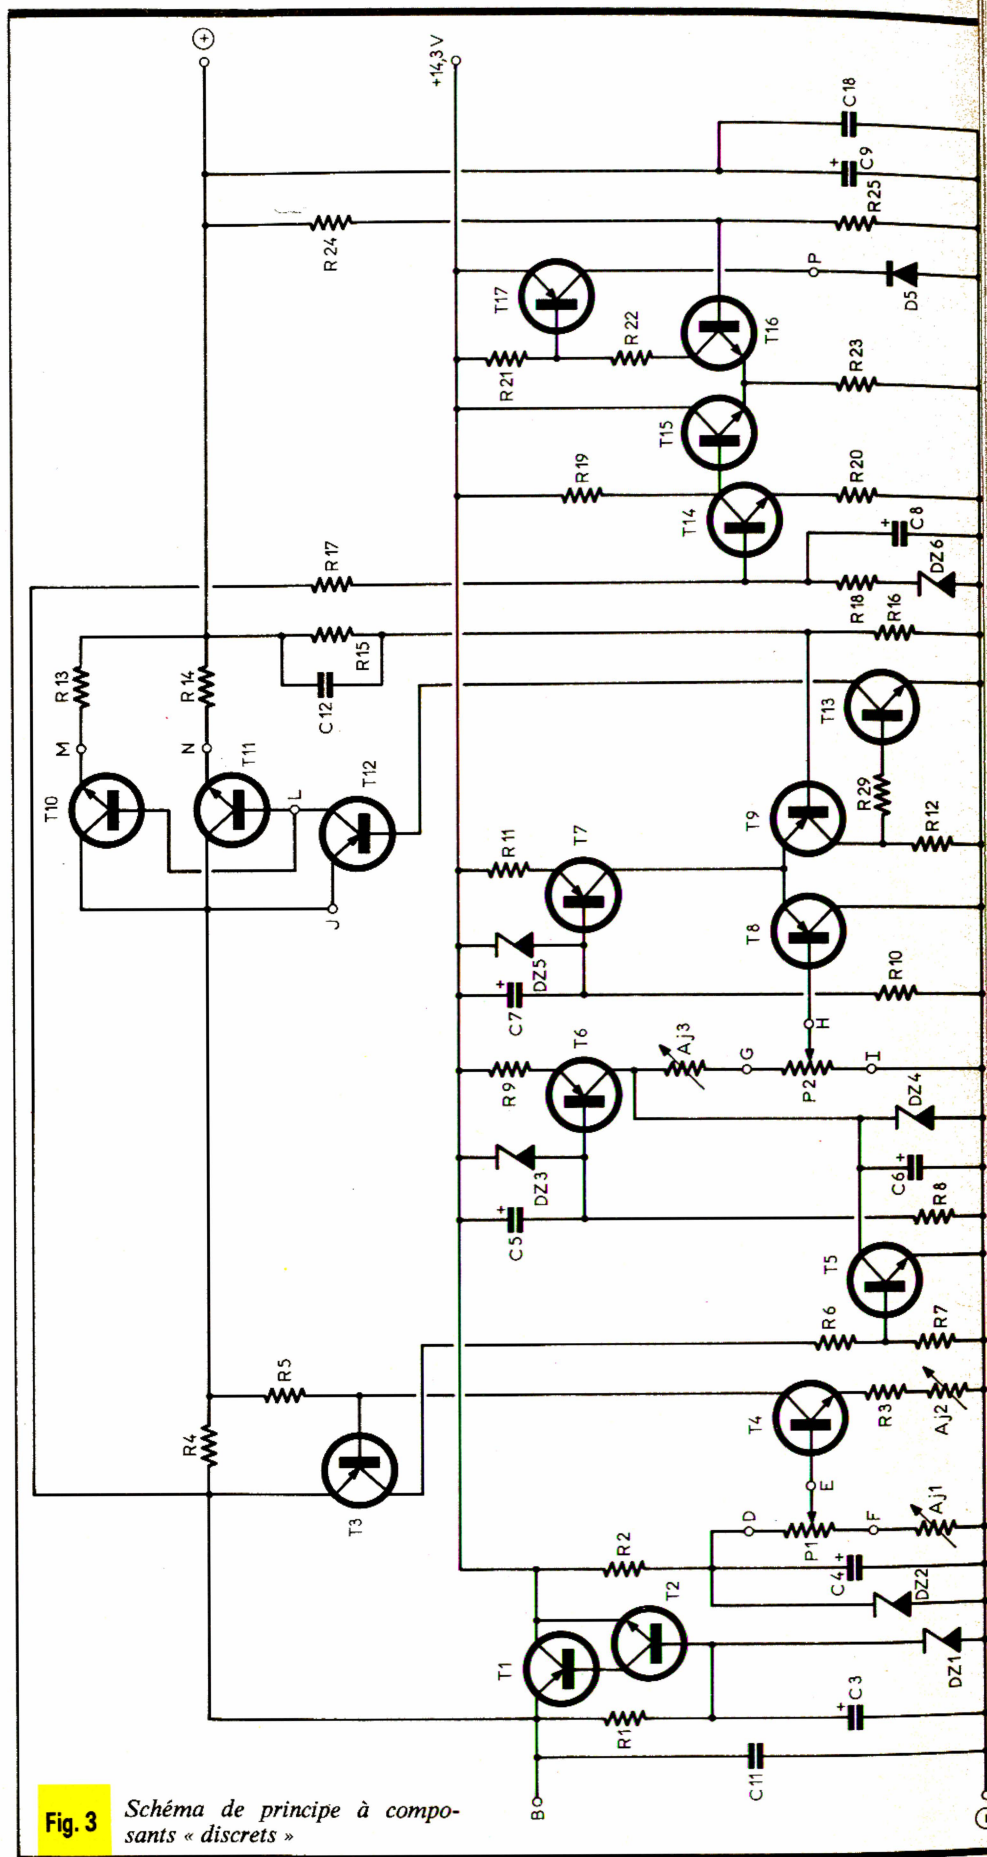 +
+14,3 V
C18
C9
+
R25
R24
D5
P
T17
R22
T16
R21
R23
T15
R19
R20
T14
C8
+
R17
DZ6
R18
R16
R13
R14
R15
C12
T13
M
N
T10
T11
L
T12
R29
R12
T9
R11
T7
J
T8
DZ5
R10
C7
+
H
Aj3
T6
R9
G
P2
I
DZ4
DZ3
C6
+
R8
C5
+
T5
R6
R7
R5
R4
T4
R3
Aj2
T3
E
D
F
Aj1
P1
R2
C4
+
DZ2
T2
T1
DZ1
R1
C3
+
C11
B
−
Fig. 3
Schéma de principe à compo-
sants « discrets »